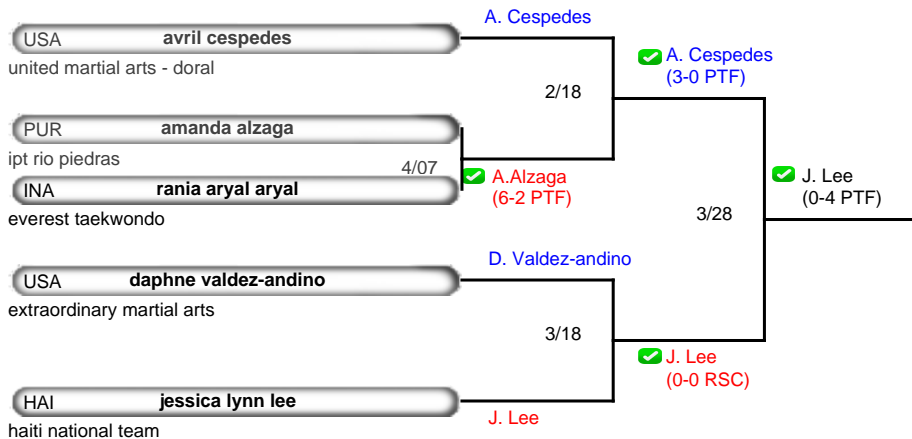 A. Cespedes
USA avril cespedes
united martial arts - doral
A. Cespedes
(3-0 PTF)
2/18
PUR amanda alzaga
ipt rio piedras
4/07
A.Alzaga
(6-2 PTF)
INA rania aryal aryal
everest taekwondo
J. Lee
(0-4 PTF)
3/28
D. Valdez-andino
USA daphne valdez-andino
extraordinary martial arts
3/18
J. Lee
(0-0 RSC)
HAI jessica lynn lee
J. Lee
haiti national team